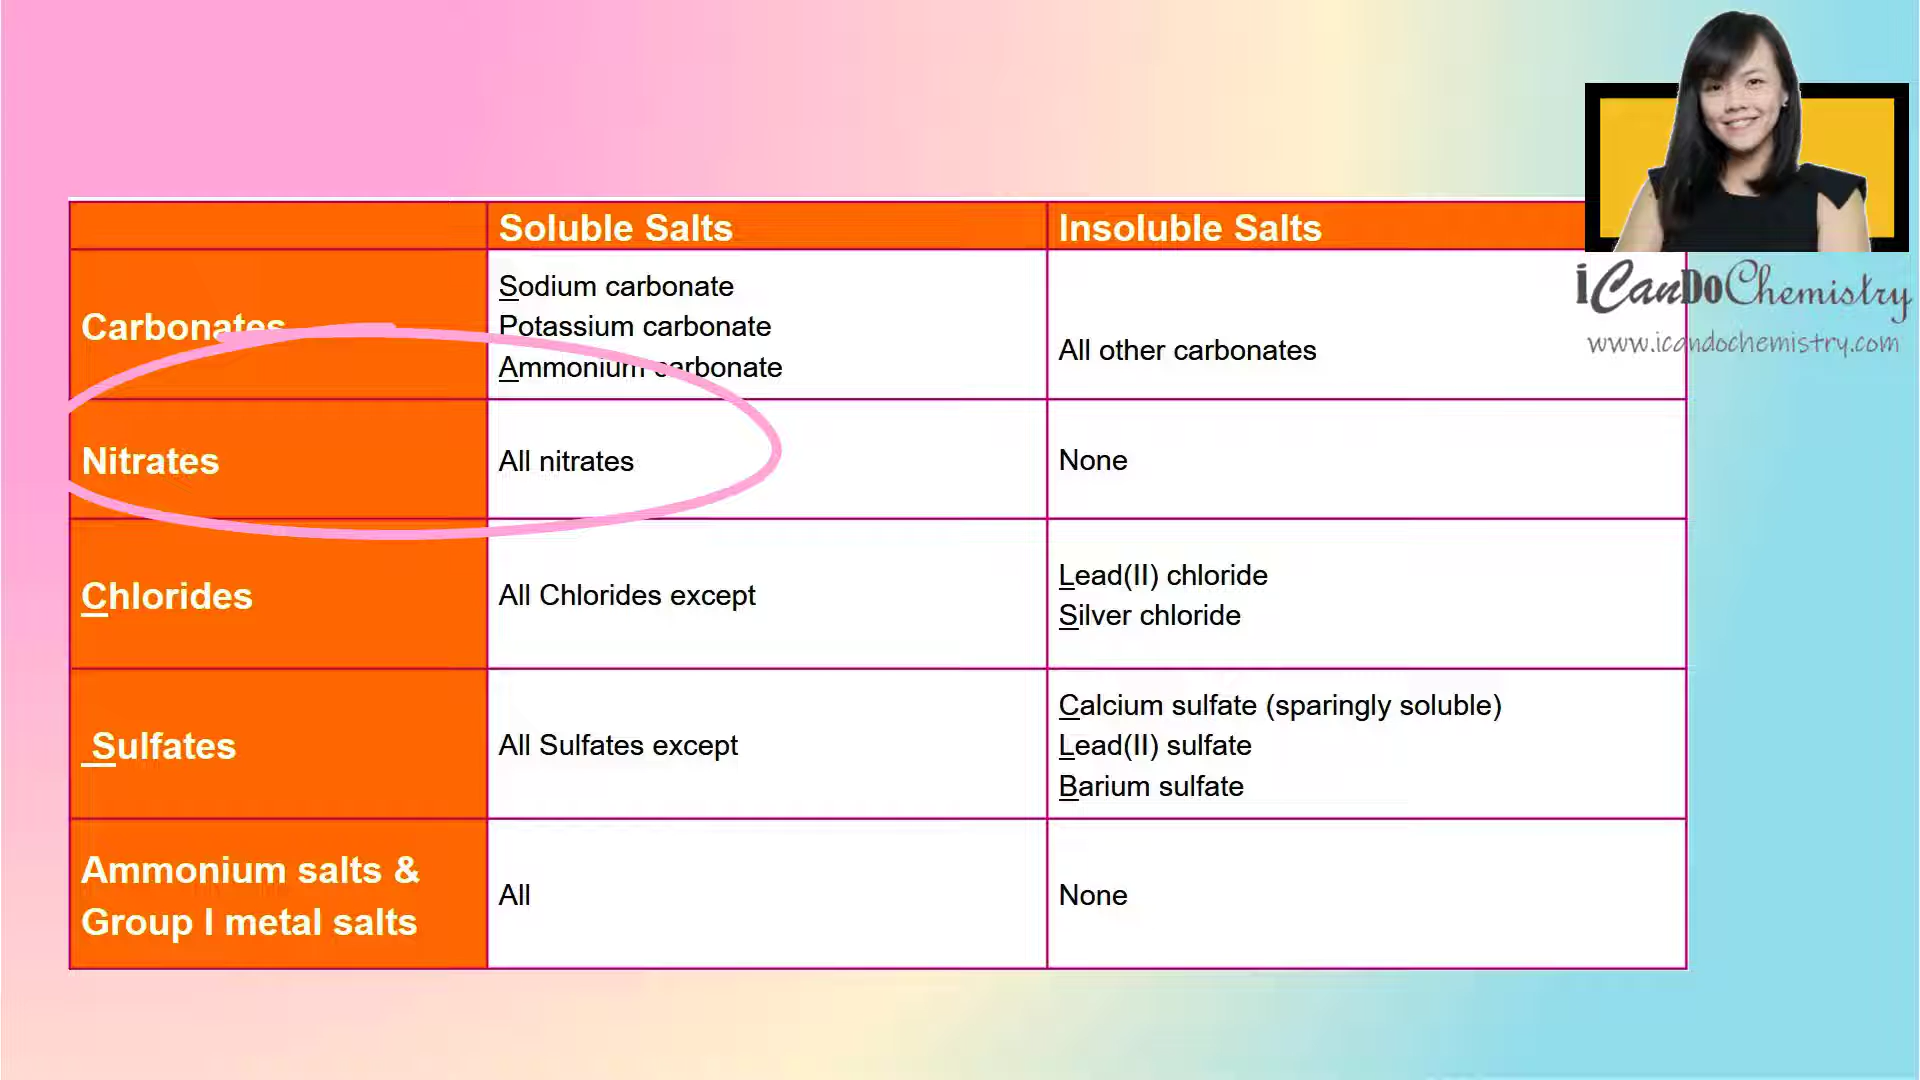 Soluble Salts
Insoluble Salts
Carbonates
Sodium carbonate
Potassium carbonate
Ammonium carbonate
All other carbonates
Nitrates
All nitrates
None
Chlorides
All Chlorides except
Lead(II) chloride
Silver chloride
Sulfates
All Sulfates except
Calcium sulfate (sparingly soluble)
Lead(II) sulfate
Barium sulfate
Ammonium salts &
Group I metal salts
All
None
iCanDoChemistry
www.icandochemistry.com